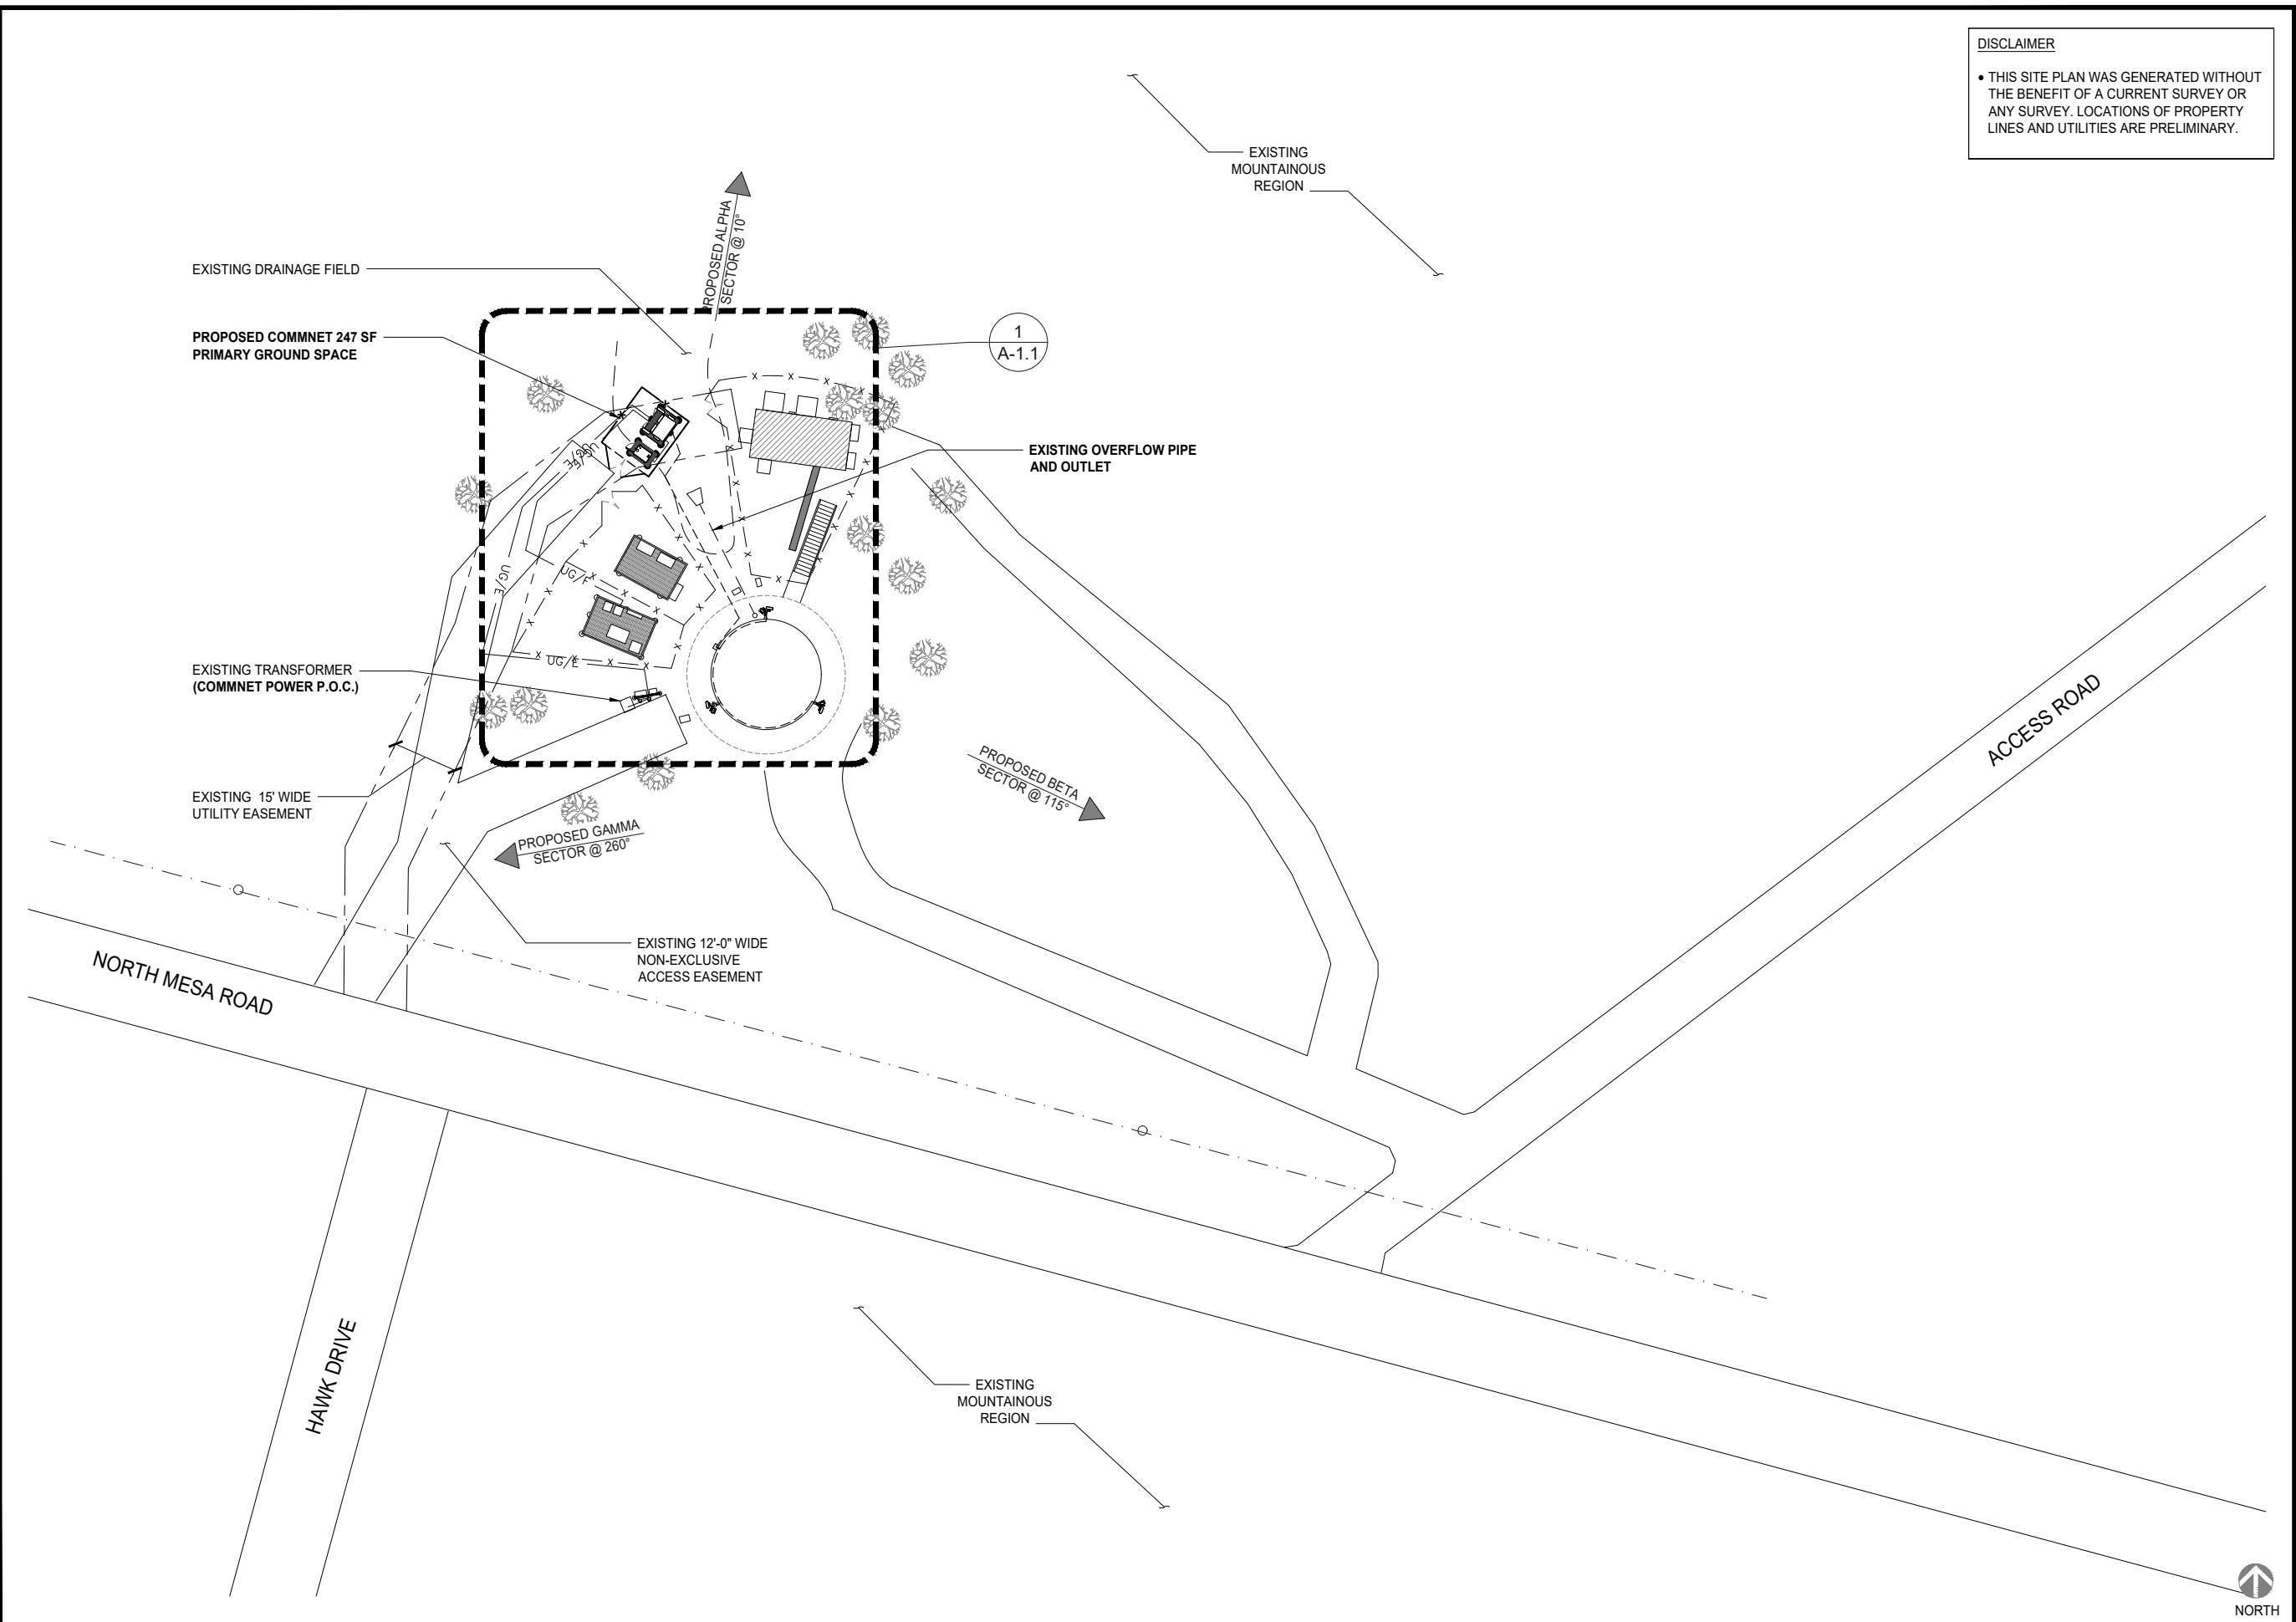 DISCLAIMER
• THIS SITE PLAN WAS GENERATED WITHOUT
THE BENEFIT OF A CURRENT SURVEY OR
ANY SURVEY. LOCATIONS OF PROPERTY
LINES AND UTILITIES ARE PRELIMINARY.
EXISTING
MOUNTAINOUS
REGION
PROPOSED ALPHA
SECTOR @ 10°
EXISTING DRAINAGE FIELD
PROPOSED COMMNET 247 SF
PRIMARY GROUND SPACE
1
A-1.1
EXISTING OVERFLOW PIPE
AND OUTLET
UG/E
UG/F
UG/E
EXISTING TRANSFORMER
(COMMNET POWER P.O.C.)
EXISTING 15' WIDE
UTILITY EASEMENT
PROPOSED BETA
SECTOR @ 115°
PROPOSED GAMMA
SECTOR @ 260°
ACCESS ROAD
EXISTING 12'-0" WIDE
NON-EXCLUSIVE
ACCESS EASEMENT
NORTH MESA ROAD
HAWK DRIVE
EXISTING
MOUNTAINOUS
REGION
NORTH